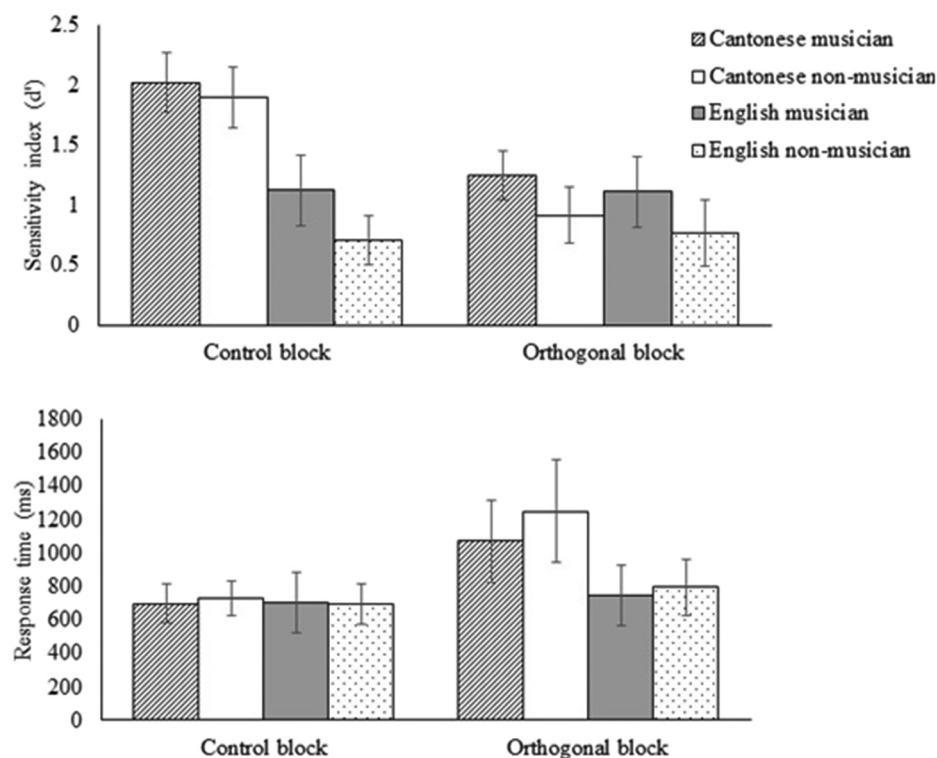 2.5
2
1.5
1
0.5
0
Sensitivity index (d')
Control block
Orthogonal block
Cantonese musician
Cantonese non-musician
English musician
English non-musician
1800
1600
1400
1200
1000
800
600
400
200
0
Response time (ms)
Control block
Orthogonal block